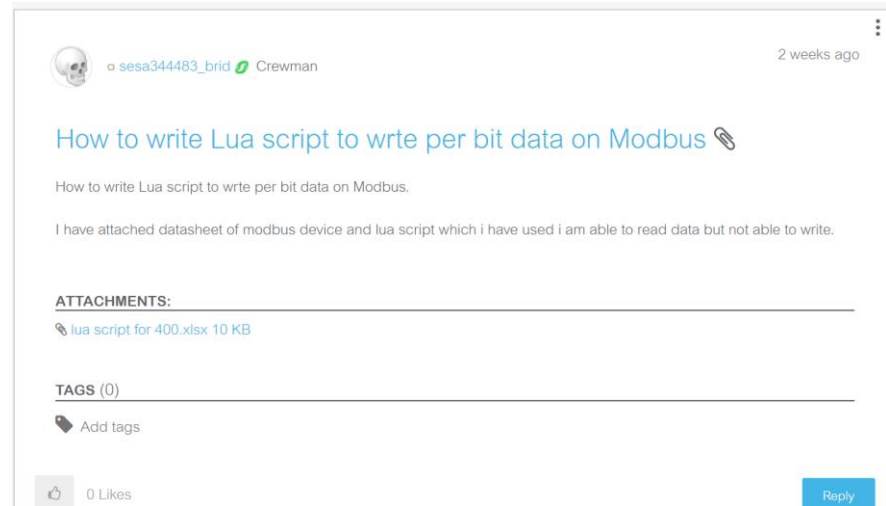 2 weeks ago
sesa344483_brid Crewman
How to write Lua script to wrte per bit data on Modbus
How to write Lua script to wrte per bit data on Modbus.
I have attached datasheet of modbus device and lua script which i have used i am able to read data but not able to write.
ATTACHMENTS:
lua script for 400.xlsx 10 KB
TAGS (0)
Add tags
0 Likes
Reply